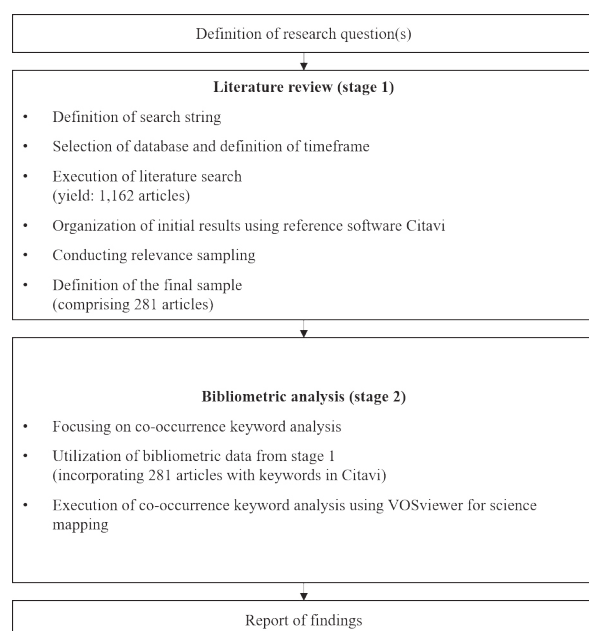 Definition of research question(s)
Literature review (stage 1)
• Definition of search string
• Selection of database and definition of timeframe
• Execution of literature search
(yield: 1,162 articles)
• Organization of initial results using reference software Citavi
• Conducting relevance sampling
• Definition of the final sample
(comprising 281 articles)
Bibliometric analysis (stage 2)
• Focusing on co-occurrence keyword analysis
• Utilization of bibliometric data from stage 1
(incorporating 281 articles with keywords in Citavi)
• Execution of co-occurrence keyword analysis using VOSviewer for science
mapping
Report of findings